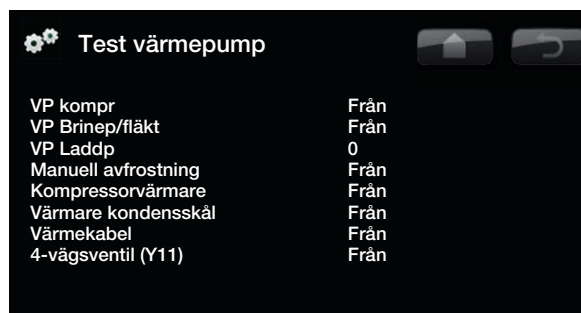 Test värmepump
VP kompr Från
VP Brinep/fläkt Från
VP Laddp 0
Manuell avfrostning Från
Kompressorvärmare Från
Värmare kondensskål Från
Värmekabel Från
4-vägsventil (Y11) Från